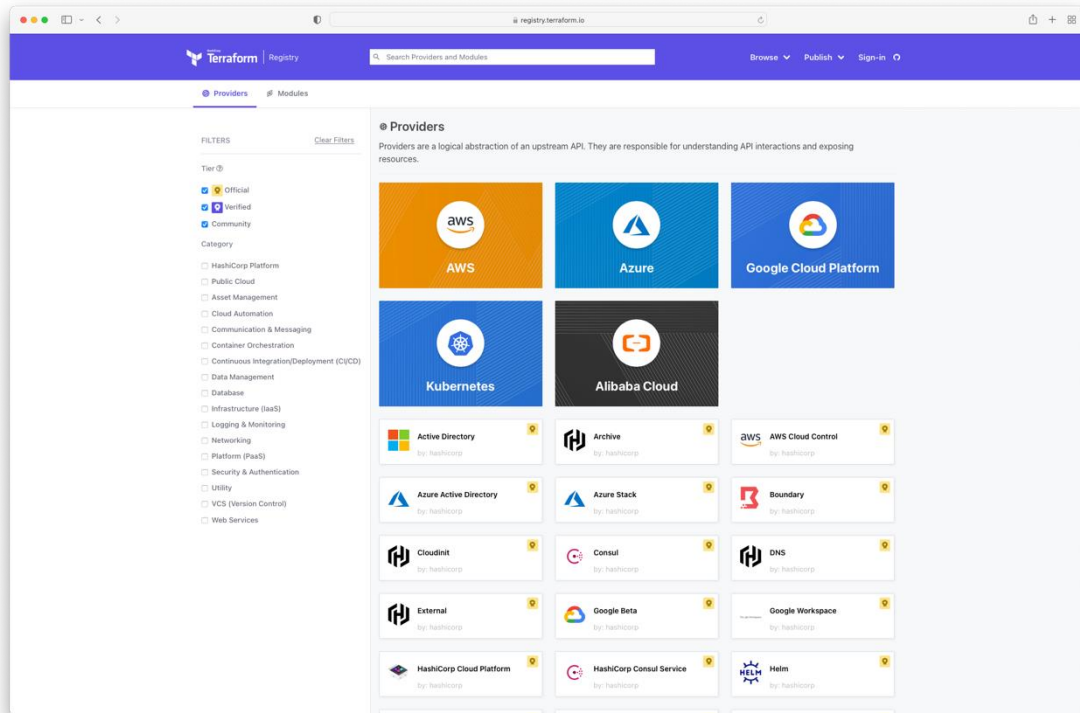 registry.terraform.io
HashiCorp
Terraform Registry
Search Providers and Modules
Browse Publish Sign-in
Providers Modules
FILTERS Clear Filters
Tier
Official
Verified
Community
Category
HashiCorp Platform
Public Cloud
Asset Management
Cloud Automation
Communication & Messaging
Container Orchestration
Continuous Integration/Deployment (CI/CD)
Data Management
Database
Infrastructure (IaaS)
Logging & Monitoring
Networking
Platform (PaaS)
Security & Authentication
Utility
VCS (Version Control)
Web Services
Providers
Providers are a logical abstraction of an upstream API. They are responsible for understanding API interactions and exposing
resources.
aws
AWS
Azure
Google Cloud Platform
Kubernetes
Alibaba Cloud
Active Directory
by: hashicorp
Archive
by: hashicorp
aws
AWS Cloud Control
by: hashicorp
Azure Active Directory
by: hashicorp
Azure Stack
by: hashicorp
Boundary
by: hashicorp
Cloudinit
by: hashicorp
Consul
by: hashicorp
DNS
by: hashicorp
External
by: hashicorp
Google Beta
by: hashicorp
Google Workspace
by: hashicorp
HashiCorp Cloud Platform
by: hashicorp
HashiCorp Consul Service
by: hashicorp
HELM
Helm
by: hashicorp